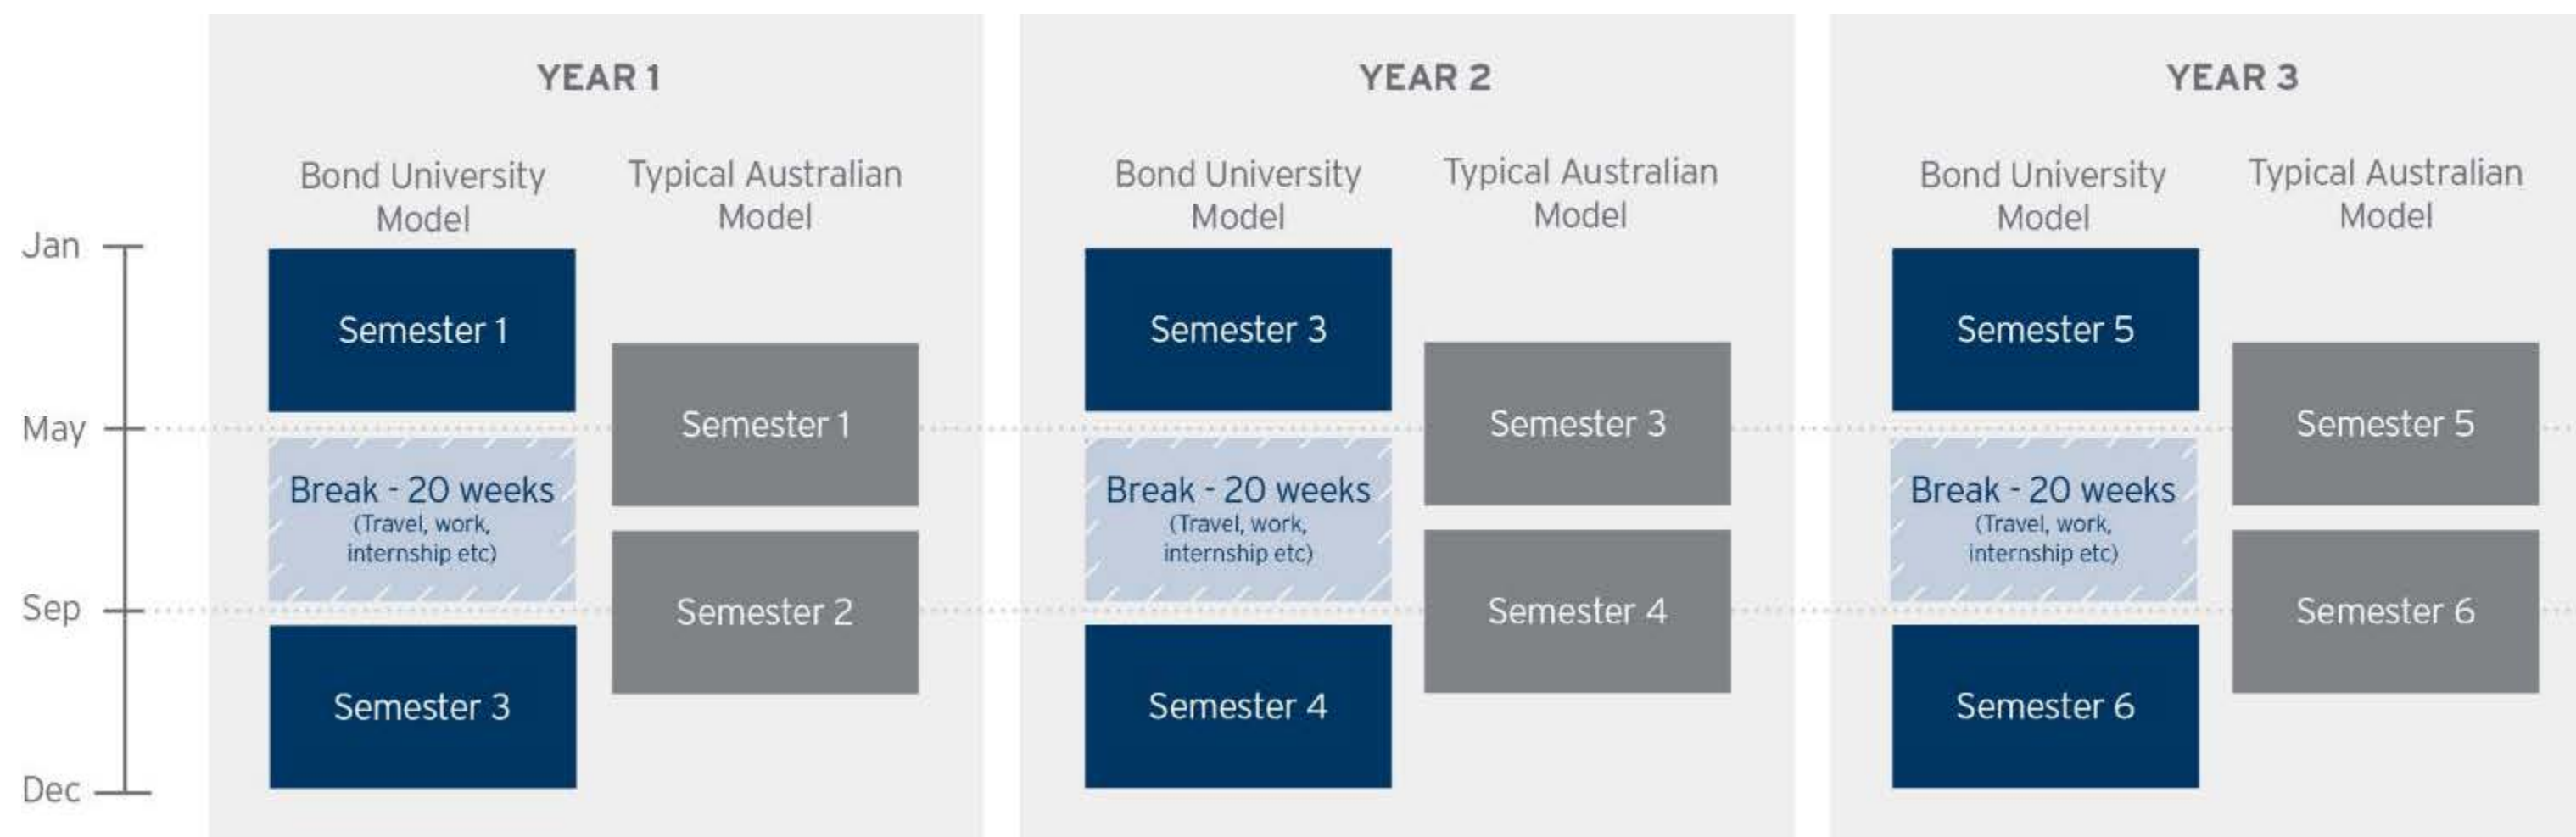 YEAR 1
Bond University
Model
Typical Australian
Model
Semester 1
Break - 20 weeks
(Travel, work,
internship etc)
Semester 3
Semester 1
Semester 2
YEAR 2
Bond University
Model
Typical Australian
Model
Semester 3
Break - 20 weeks
(Travel, work,
internship etc)
Semester 4
Semester 3
Semester 4
YEAR 3
Bond University
Model
Typical Australian
Model
Semester 5
Break - 20 weeks
(Travel, work,
internship etc)
Semester 6
Semester 5
Semester 6
Jan
May
Sep
Dec